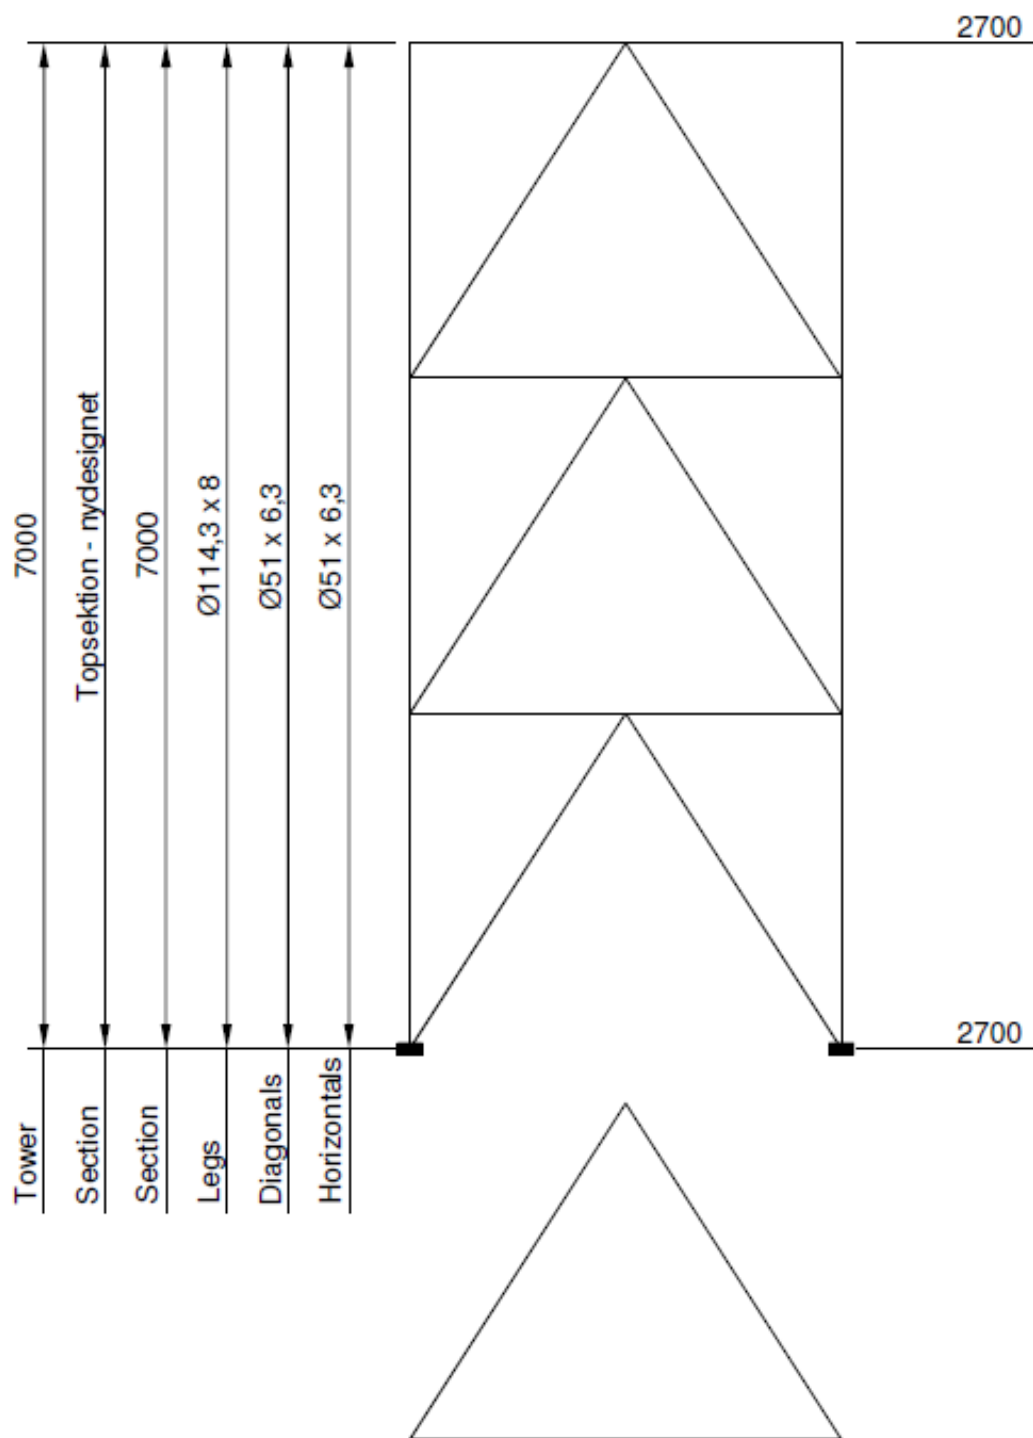 2700
7000
Topsektion - nydesignet
7000
Ø114,3 x 8
Ø51 x 6,3
Ø51 x 6,3
2700
Tower
Section
Section
Legs
Diagonals
Horizontals